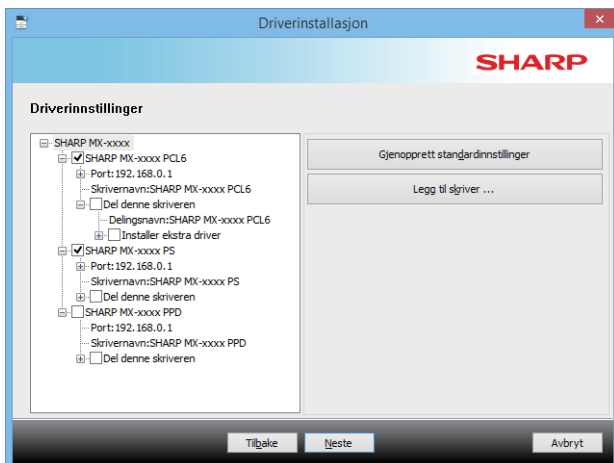 Driverinstallasjon
SHARP
Driverinnstillinger
SHARP MX-xxxx
SHARP MX-xxxx PCL6
Port:192.168.0.1
Skrivernavn:SHARP MX-xxxx PCL6
Del denne skriveren
Delingsnavn:SHARP MX-xxxx PCL6
Installer ekstra driver
SHARP MX-xxxx PS
Port:192.168.0.1
Skrivernavn:SHARP MX-xxxx PS
Del denne skriveren
SHARP MX-xxxx PPD
Port:192.168.0.1
Skrivernavn:SHARP MX-xxxx PPD
Del denne skriveren
Gjenopprett standardinnstillinger
Legg til skriver ...
Tilbake Neste Avbryt